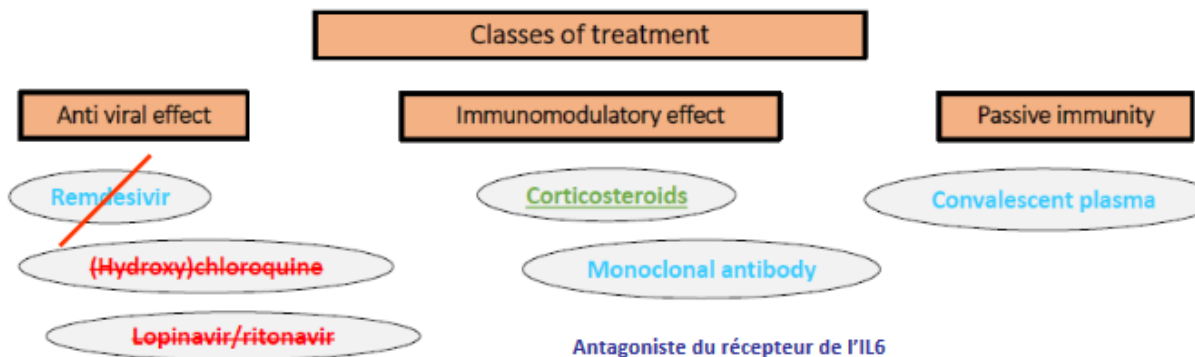 Classes of treatment
Anti viral effect
Immunomodulatory effect
Passive immunity
Remdesivir
Corticosteroids
Convalescent plasma
(Hydroxy)chloroquine
Monoclonal antibody
Lopinavir/ritonavir
Antagoniste du récepteur de l'IL6